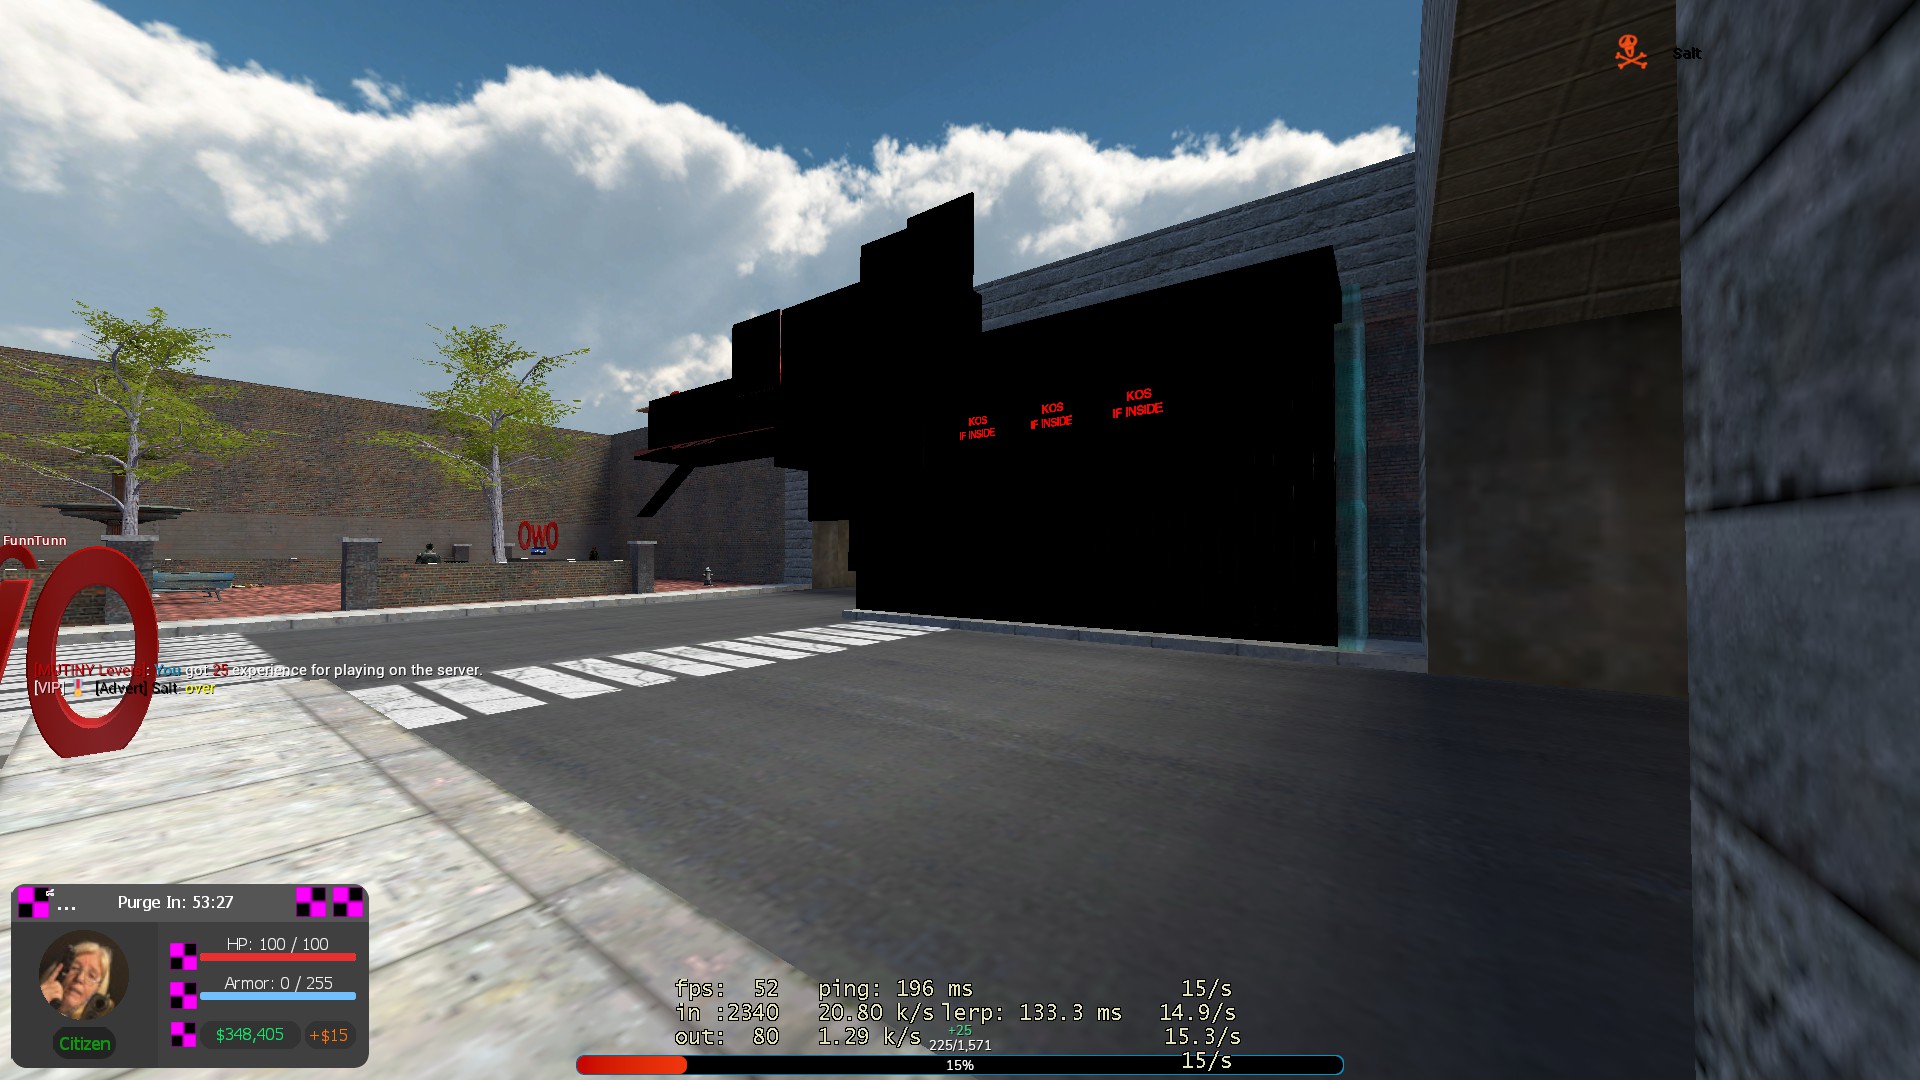 Salt
KOS
IF INSIDE
KOS
IF INSIDE
KOS
IF INSIDE
OWO
FunnTunn
O
[MUTINY Levels]: You got 25 experience for playing on the server.
[VIP] [Advert] Salt: over
... Purge In: 53:27
HP: 100 / 100
Armor: 0 / 255
$348,405 +$15
Citizen
fps: 52 ping: 196 ms 15/s
in :2340 20.80 k/s lerp: 133.3 ms 14.9/s
out: 80 1.29 k/s 15.3/s
+25
225/1,571
15% 15/s